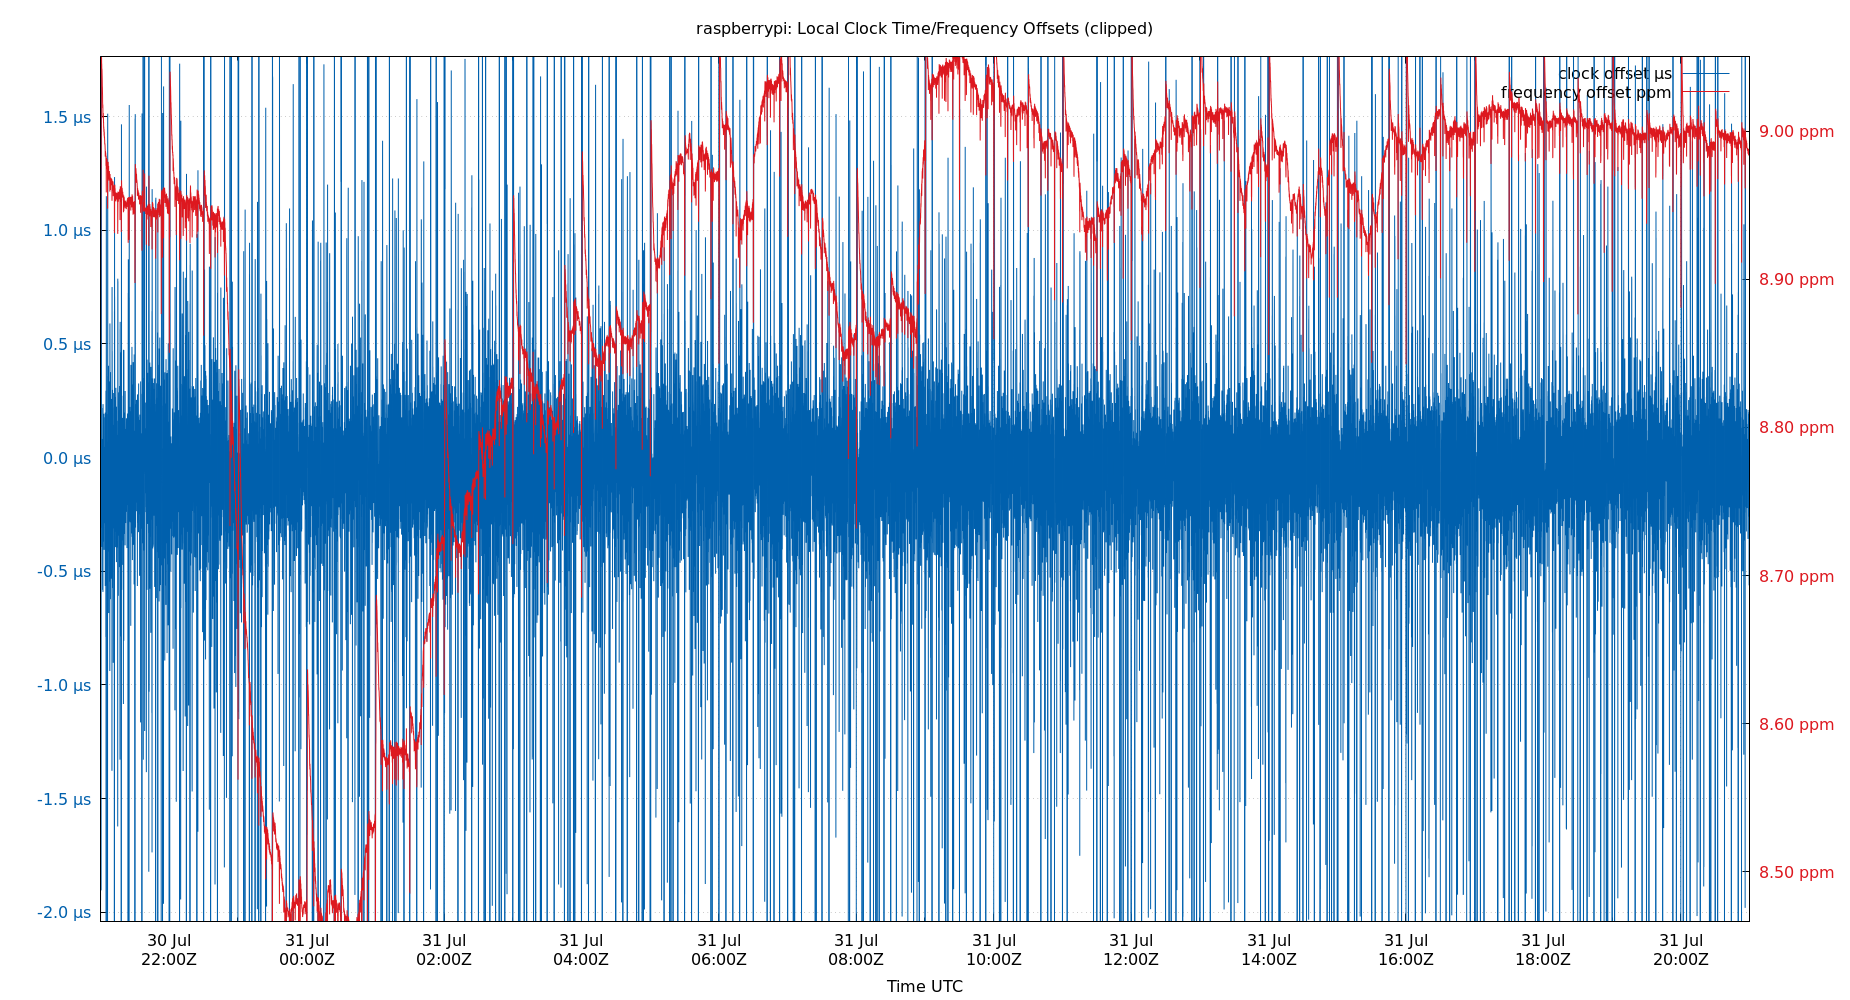 raspberrypi: Local Clock Time/Frequency Offsets (clipped)
clock offset µs
frequency offset ppm
1.5 µs
1.0 µs
0.5 µs
0.0 µs
-0.5 µs
-1.0 µs
-1.5 µs
-2.0 µs
9.00 ppm
8.90 ppm
8.80 ppm
8.70 ppm
8.60 ppm
8.50 ppm
30 Jul
22:00Z
31 Jul
00:00Z
31 Jul
02:00Z
31 Jul
04:00Z
31 Jul
06:00Z
31 Jul
08:00Z
31 Jul
10:00Z
31 Jul
12:00Z
31 Jul
14:00Z
31 Jul
16:00Z
31 Jul
18:00Z
31 Jul
20:00Z
Time UTC